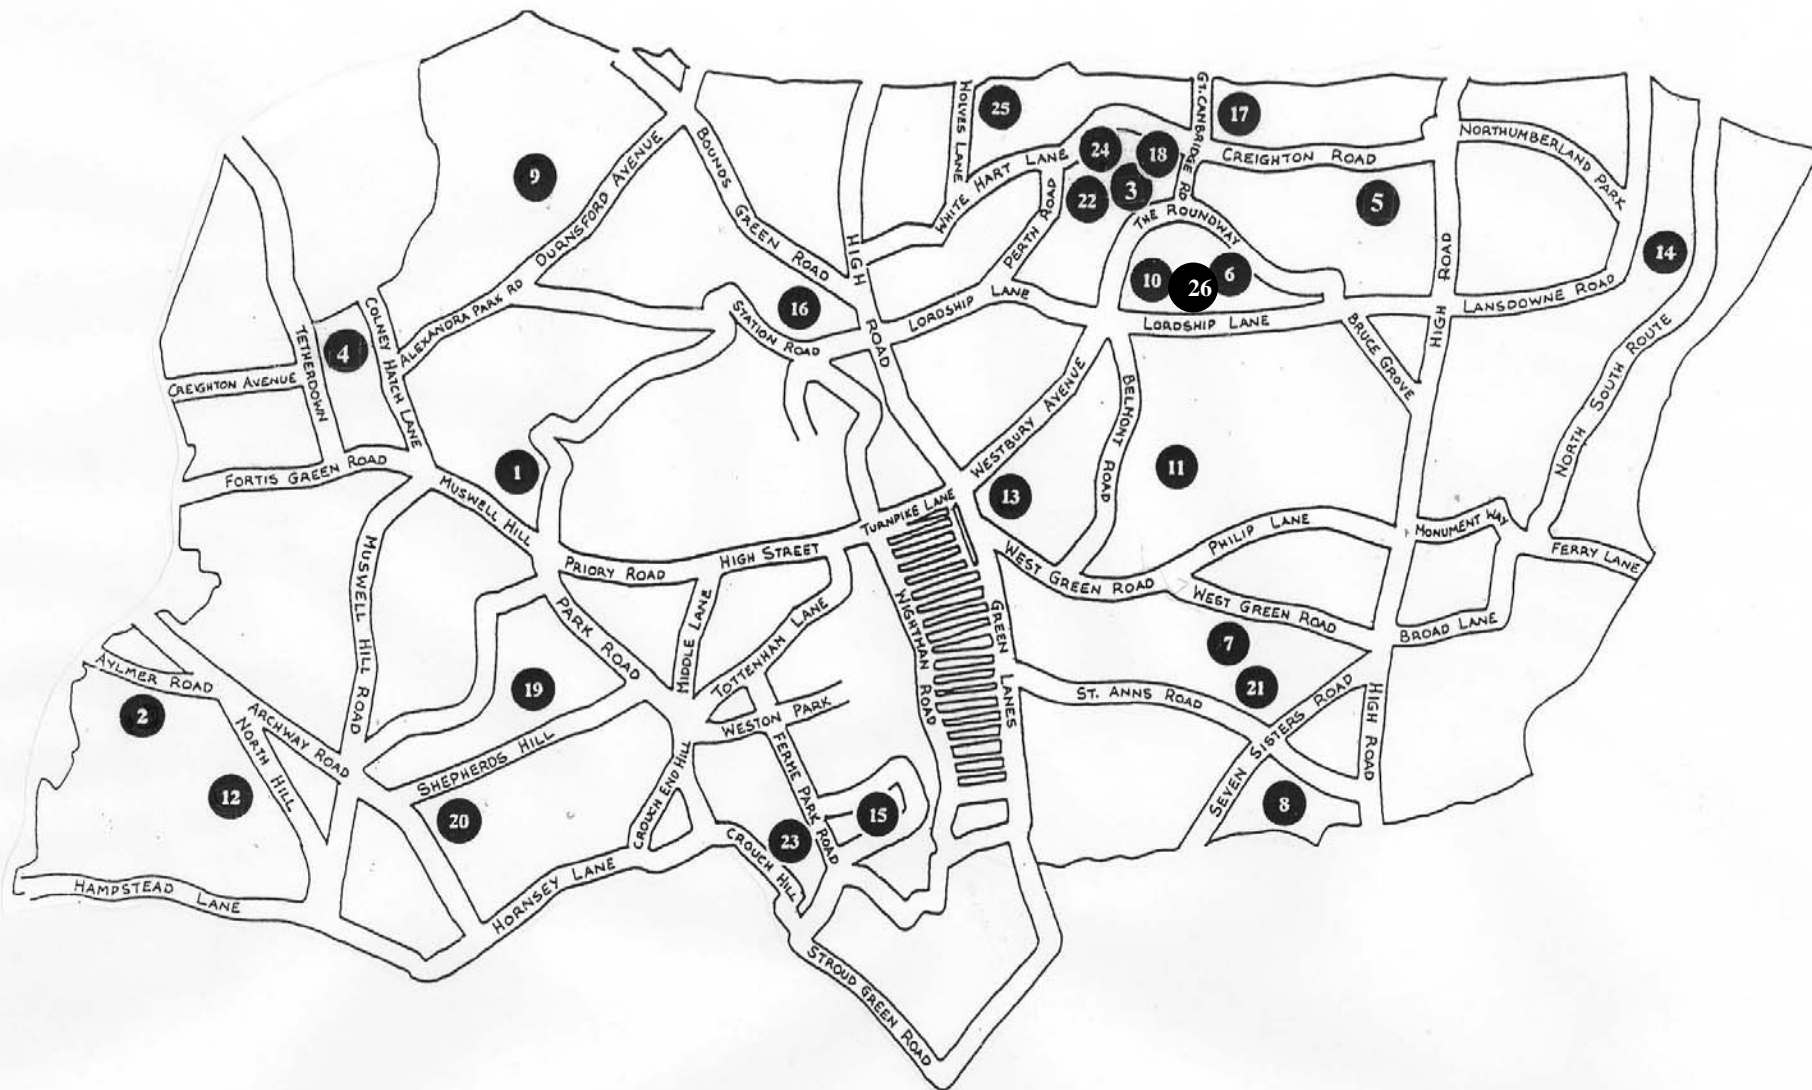 HOLVES LANE
25
GT. CANBRIDGE RD
17
BOUNDS GREEN ROAD
NORTHUMBERLAND PARK
WHITE HART LANE
24
18
CREIGHTON ROAD
9
DURNSFORD AVENUE
22
3
5
PERTH ROAD
THE ROUNDWAY
HIGH ROAD
HIGH ROAD
14
10
26
6
16
COLNEY HATCH LANE
ALEXANDRA PARK RD
STATION ROAD
LORDSHIP LANE
LORDSHIP LANE
BRUCE GROVE
LANSDOWNE ROAD
TETHERDOWN
4
CREIGHTON AVENUE
NORTH SOUTH ROUTE
WESTBURY AVENUE
BELMONT ROAD
FORTIS GREEN ROAD
1
11
MUSWELL HILL
TURNPIKE LANE
13
PHILIP LANE
MONUMENT WAY
FERRY LANE
PRIORY ROAD
HIGH STREET
WEST GREEN ROAD
WEST GREEN ROAD
MUSWELL HILL ROAD
PARK ROAD
MIDDLE LANE
TOTTENHAM LANE
WIGHTMAN ROAD
GREEN LANES
BROAD LANE
7
AYLMER ROAD
19
21
ST. ANNS ROAD
2
ARCHWAY ROAD
NORTH HILL
WESTON PARK
SEVEN SISTERS ROAD
HIGH ROAD
SHEPHERDS HILL
CROUCH END HILL
FERME PARK ROAD
12
20
15
8
23
CROUCH HILL
HAMPSTEAD LANE
HORNSEY LANE
STROUD GREEN ROAD